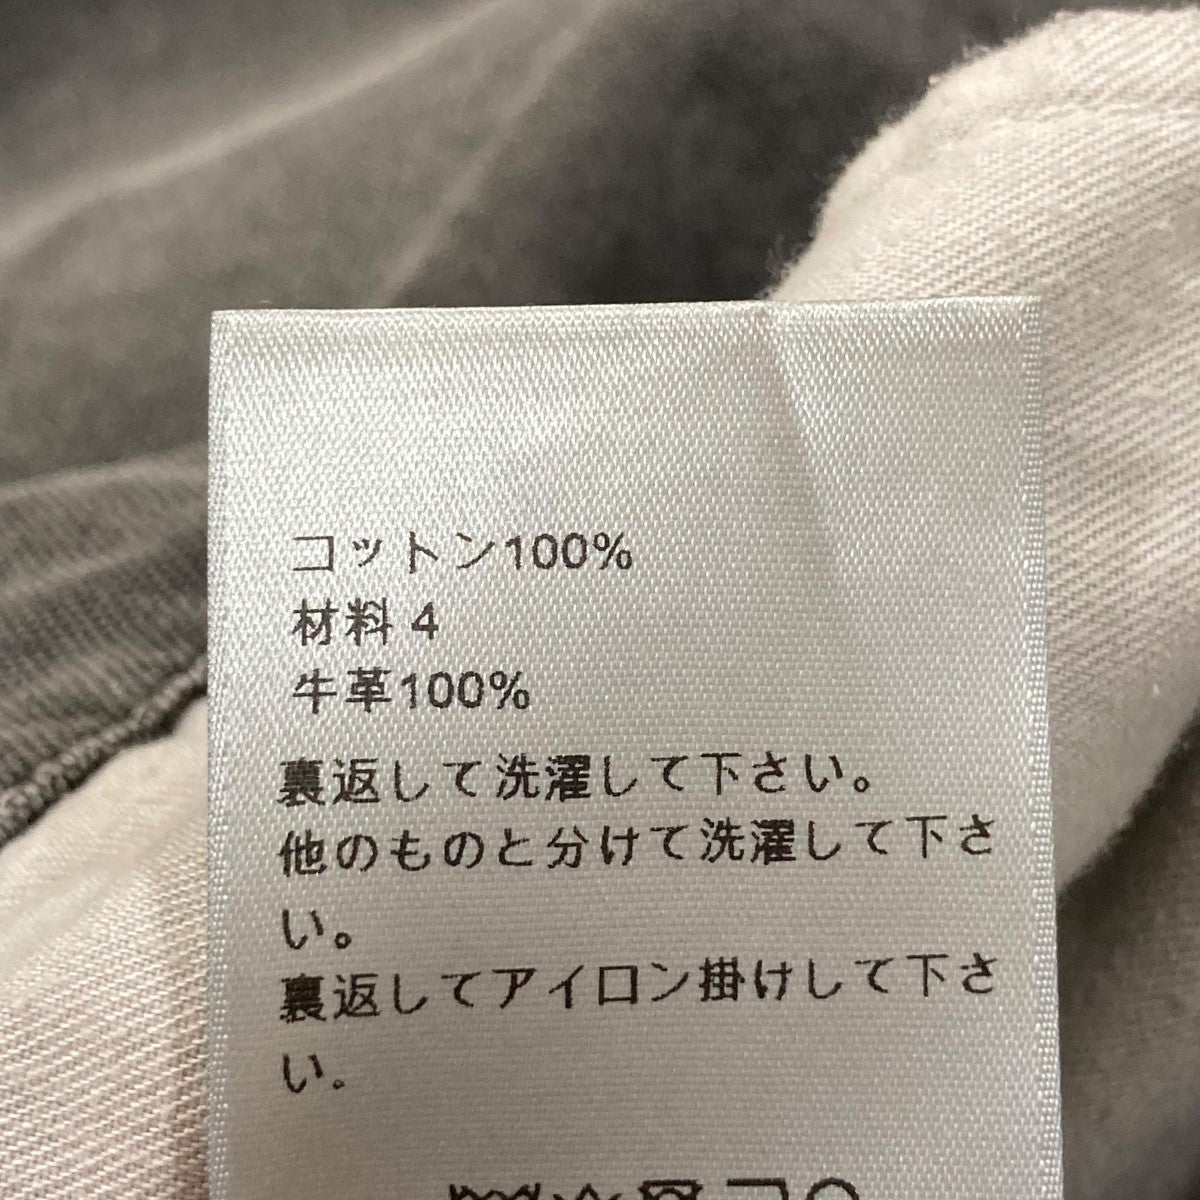 コットン100%
材料 4
牛革100%
裏返して洗濯して下さい。
他のものと分けて洗濯して下さ
い。
裏返してアイロン掛けして下さ
い.